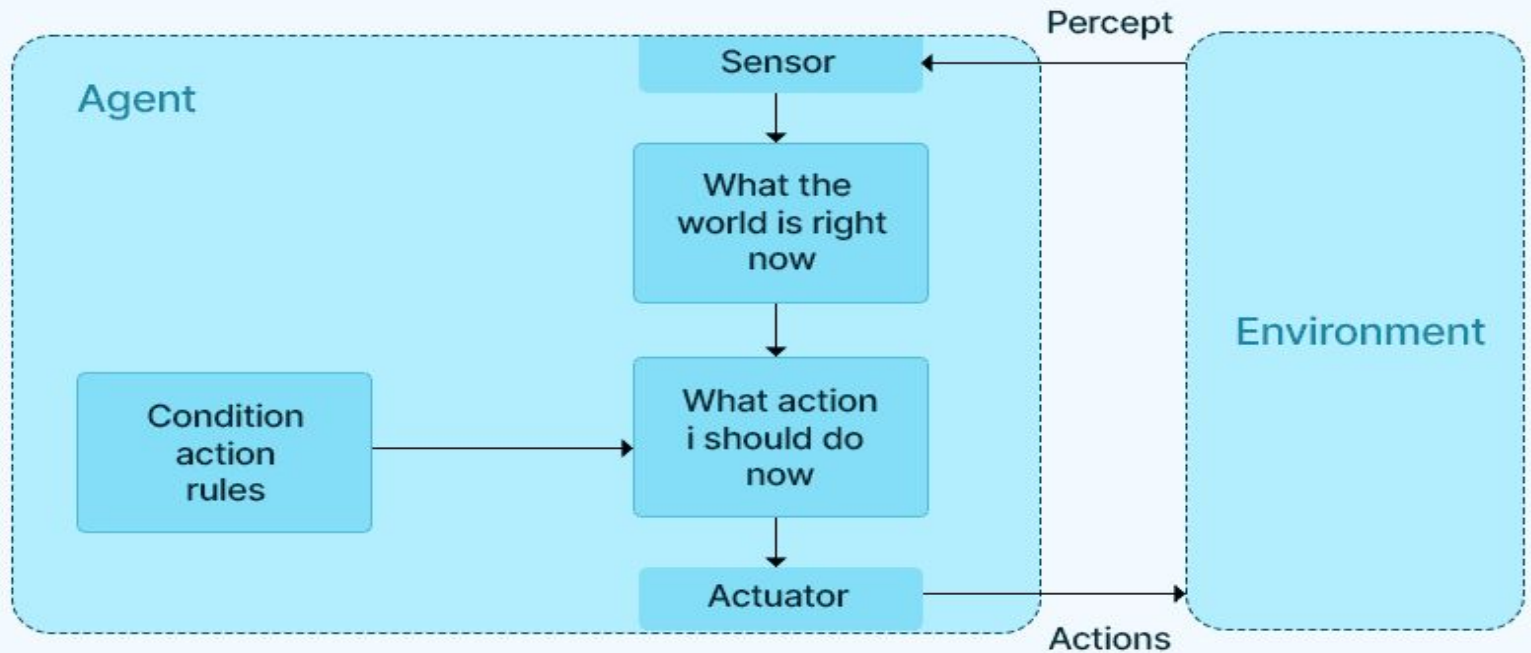 Percept
Sensor
Agent
What the
world is right
now
Environment
What action
i should do
now
Condition
action
rules
Actuator
Actions